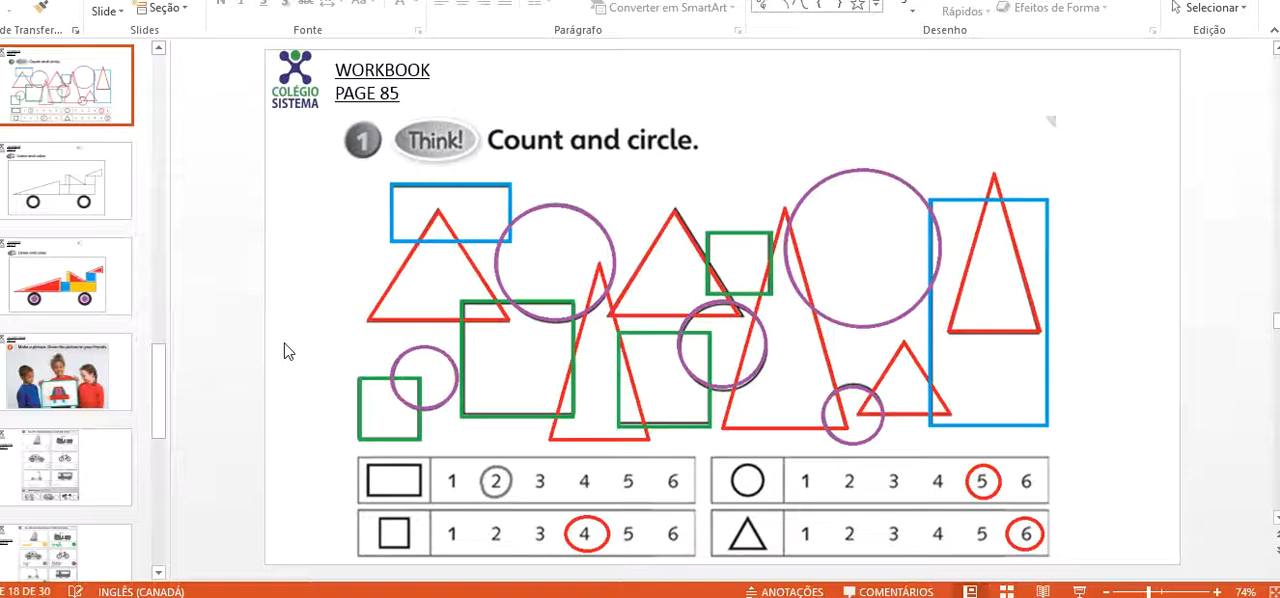 Slide
Seção
de Transfer...
Slides
Fonte
Parágrafo
Converter em SmartArt
Desenho
Rápidos
Efeitos de Forma
Selecionar
Edição
COLÉGIO
SISTEMA
WORKBOOK
PAGE 85
1 Think! Count and circle.
1 2 3 4 5 6
1 2 3 4 5 6
1 2 3 4 5 6
1 2 3 4 5 6
E 18 DE 30
INGLÊS (CANADÁ)
ANOTAÇÕES
COMENTÁRIOS
74%